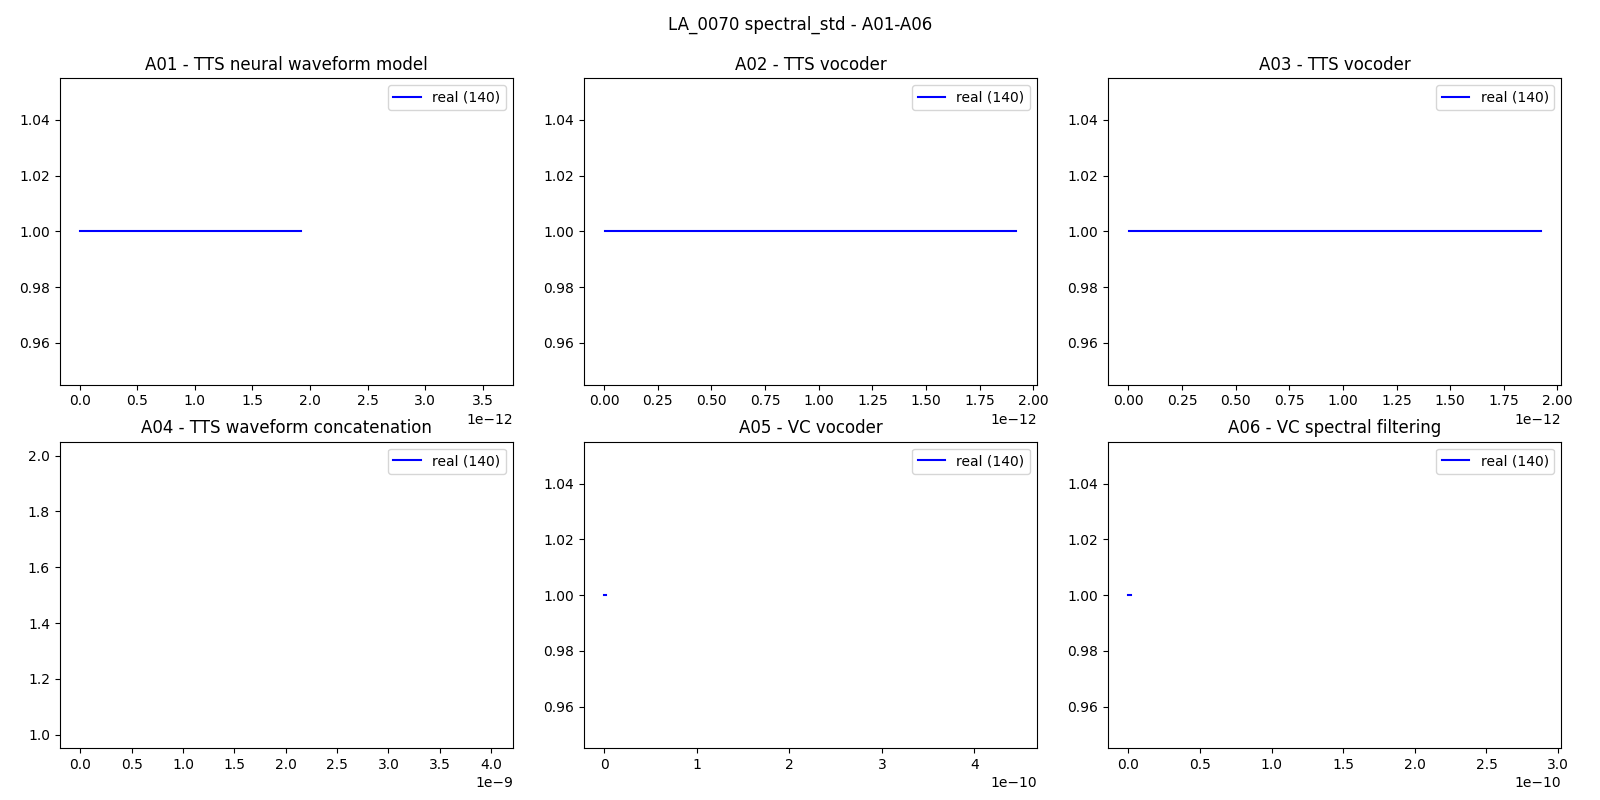 LA_0070 spectral_std - A01-A06
A01 - TTS neural waveform model
real (140)
1.04
1.02
1.00
0.98
0.96
0.0 0.5 1.0 1.5 2.0 2.5 3.0 3.5
1e−12
A02 - TTS vocoder
real (140)
1.04
1.02
1.00
0.98
0.96
0.00 0.25 0.50 0.75 1.00 1.25 1.50 1.75 2.00
1e−12
A03 - TTS vocoder
real (140)
1.04
1.02
1.00
0.98
0.96
0.00 0.25 0.50 0.75 1.00 1.25 1.50 1.75 2.00
1e−12
A04 - TTS waveform concatenation
real (140)
2.0
1.8
1.6
1.4
1.2
1.0
0.0 0.5 1.0 1.5 2.0 2.5 3.0 3.5 4.0
1e−9
A05 - VC vocoder
real (140)
1.04
1.02
1.00
0.98
0.96
0 1 2 3 4
1e−10
A06 - VC spectral filtering
real (140)
1.04
1.02
1.00
0.98
0.96
0.0 0.5 1.0 1.5 2.0 2.5 3.0
1e−10